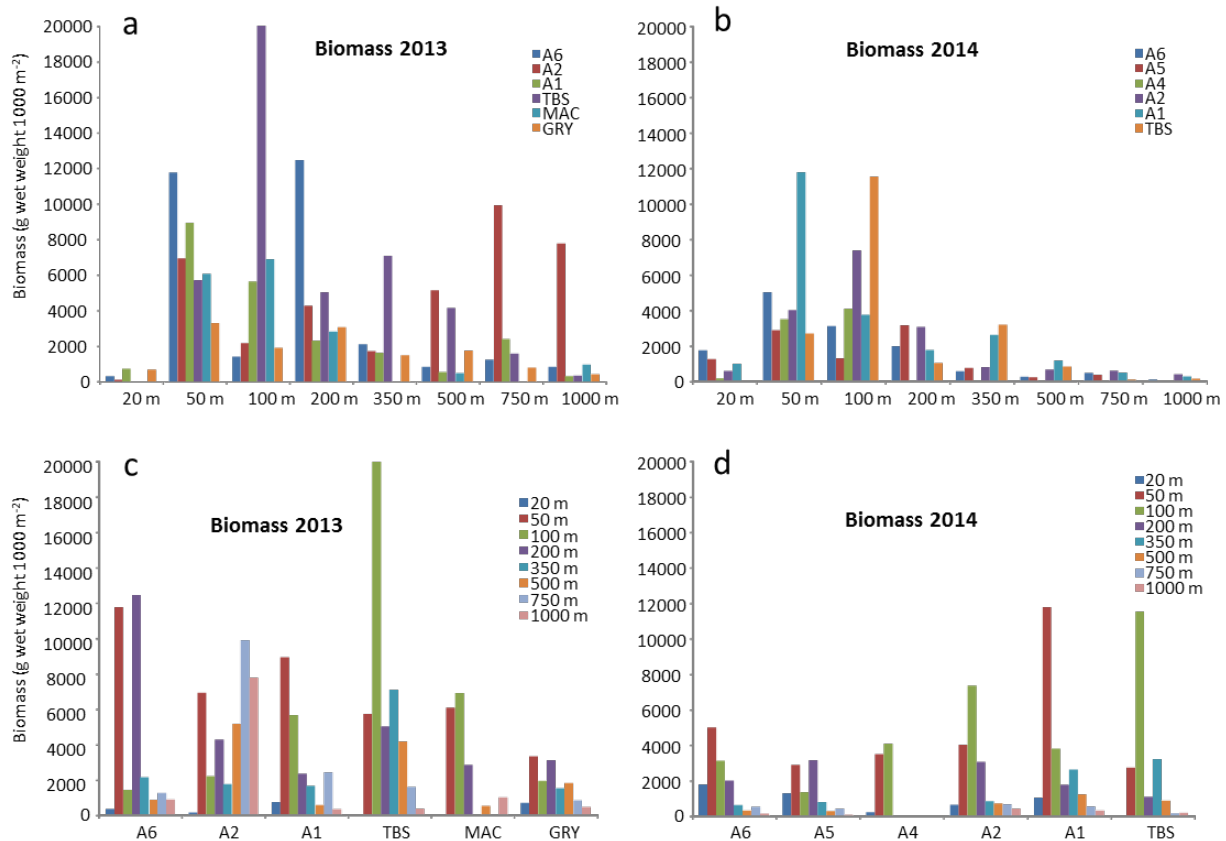 a
Biomass 2013
Biomass (g wet weight 1000 m⁻²)
20000
18000
16000
14000
12000
10000
8000
6000
4000
2000
0
A6
A2
A1
TBS
MAC
GRY
20 m 50 m 100 m 200 m 350 m 500 m 750 m 1000 m
b
Biomass 2014
20000
18000
16000
14000
12000
10000
8000
6000
4000
2000
0
A6
A5
A4
A2
A1
TBS
20 m 50 m 100 m 200 m 350 m 500 m 750 m 1000 m
c
Biomass 2013
Biomass (g wet weight 1000 m⁻²)
20000
18000
16000
14000
12000
10000
8000
6000
4000
2000
0
20 m
50 m
100 m
200 m
350 m
500 m
750 m
1000 m
A6 A2 A1 TBS MAC GRY
d
Biomass 2014
20000
18000
16000
14000
12000
10000
8000
6000
4000
2000
0
20 m
50 m
100 m
200 m
350 m
500 m
750 m
1000 m
A6 A5 A4 A2 A1 TBS